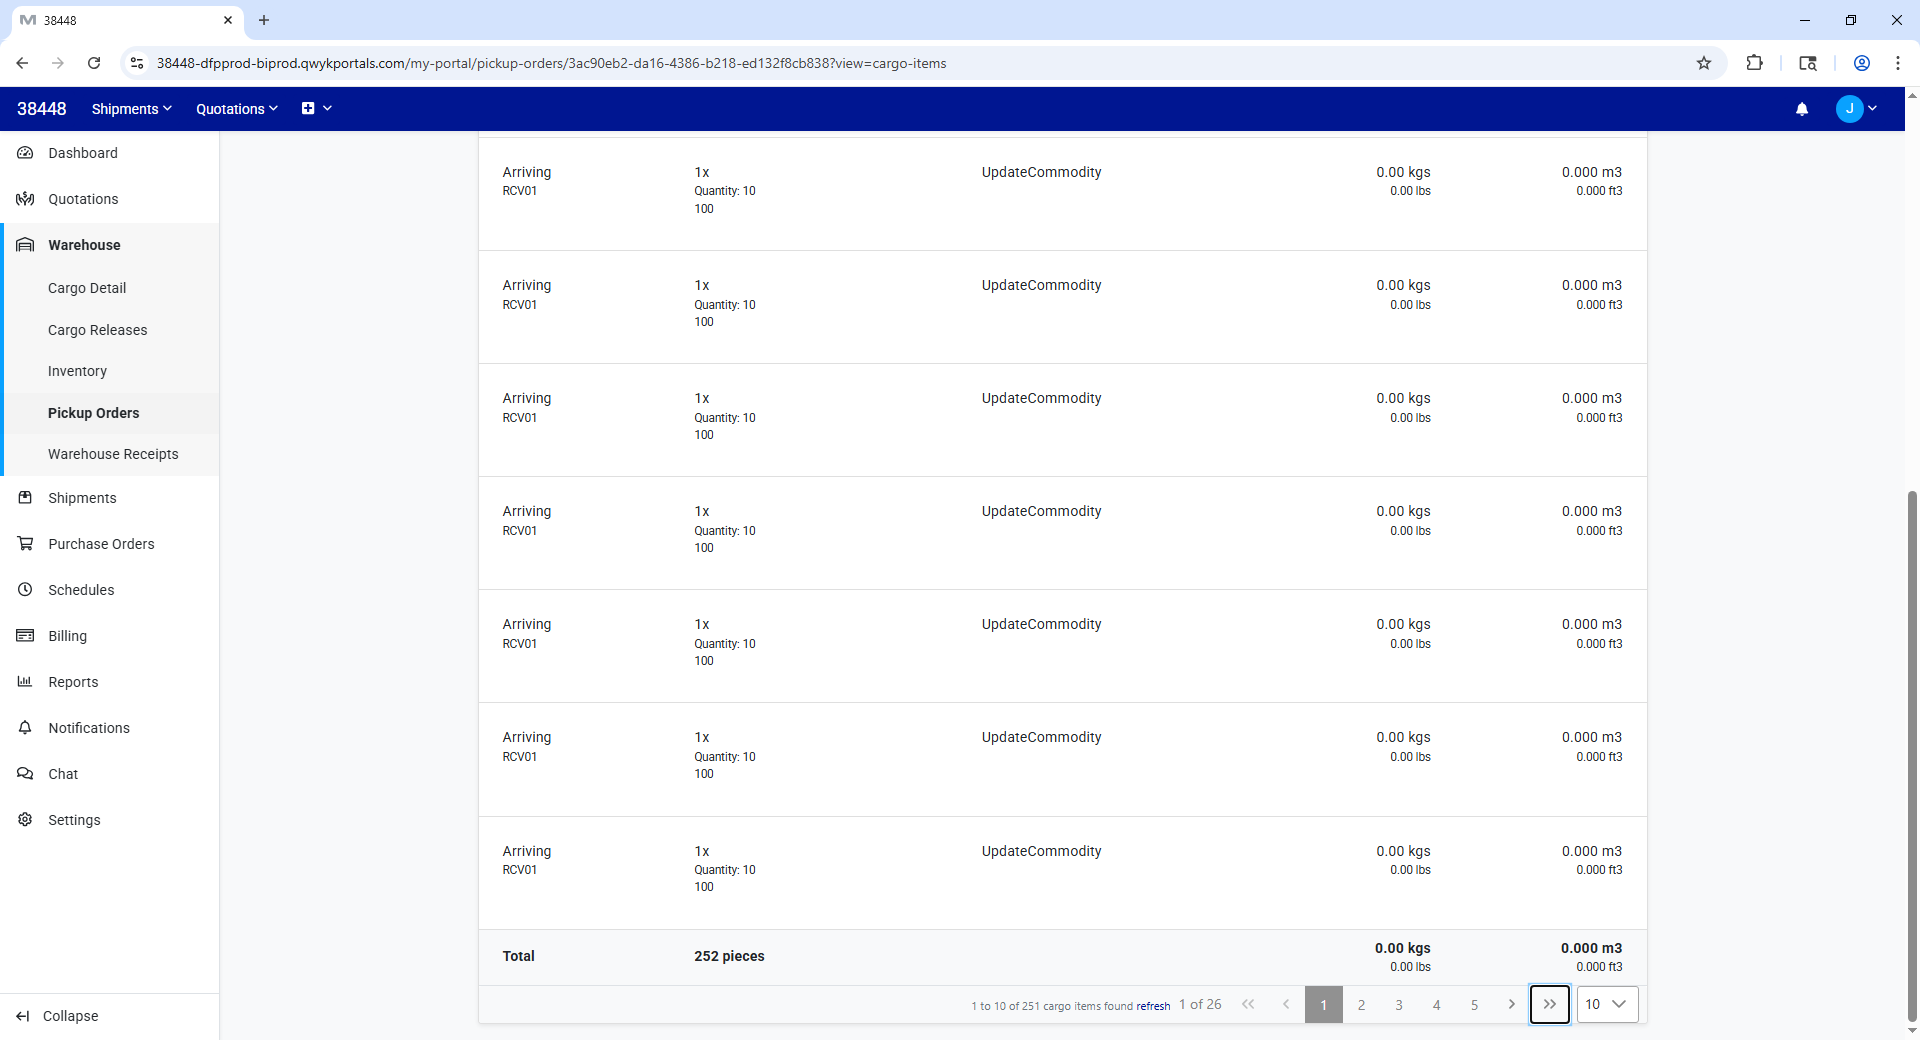 38448
38448-dfpprod-biprod.qwykportals.com/my-portal/pickup-orders/3ac90eb2-da16-4386-b218-ed132f8cb838?view=cargo-items
38448 Shipments Quotations J
Dashboard
Quotations
Warehouse
Cargo Detail
Cargo Releases
Inventory
Pickup Orders
Warehouse Receipts
Shipments
Purchase Orders
Schedules
Billing
Reports
Notifications
Chat
Settings
Collapse
Arriving 1x UpdateCommodity 0.00 kgs 0.000 m3
RCV01 Quantity: 10 0.00 lbs 0.000 ft3
100
Arriving 1x UpdateCommodity 0.00 kgs 0.000 m3
RCV01 Quantity: 10 0.00 lbs 0.000 ft3
100
Arriving 1x UpdateCommodity 0.00 kgs 0.000 m3
RCV01 Quantity: 10 0.00 lbs 0.000 ft3
100
Arriving 1x UpdateCommodity 0.00 kgs 0.000 m3
RCV01 Quantity: 10 0.00 lbs 0.000 ft3
100
Arriving 1x UpdateCommodity 0.00 kgs 0.000 m3
RCV01 Quantity: 10 0.00 lbs 0.000 ft3
100
Arriving 1x UpdateCommodity 0.00 kgs 0.000 m3
RCV01 Quantity: 10 0.00 lbs 0.000 ft3
100
Arriving 1x UpdateCommodity 0.00 kgs 0.000 m3
RCV01 Quantity: 10 0.00 lbs 0.000 ft3
100
Total 252 pieces 0.00 kgs 0.000 m3
0.00 lbs 0.000 ft3
1 to 10 of 251 cargo items found refresh 1 of 26 1 2 3 4 5 10